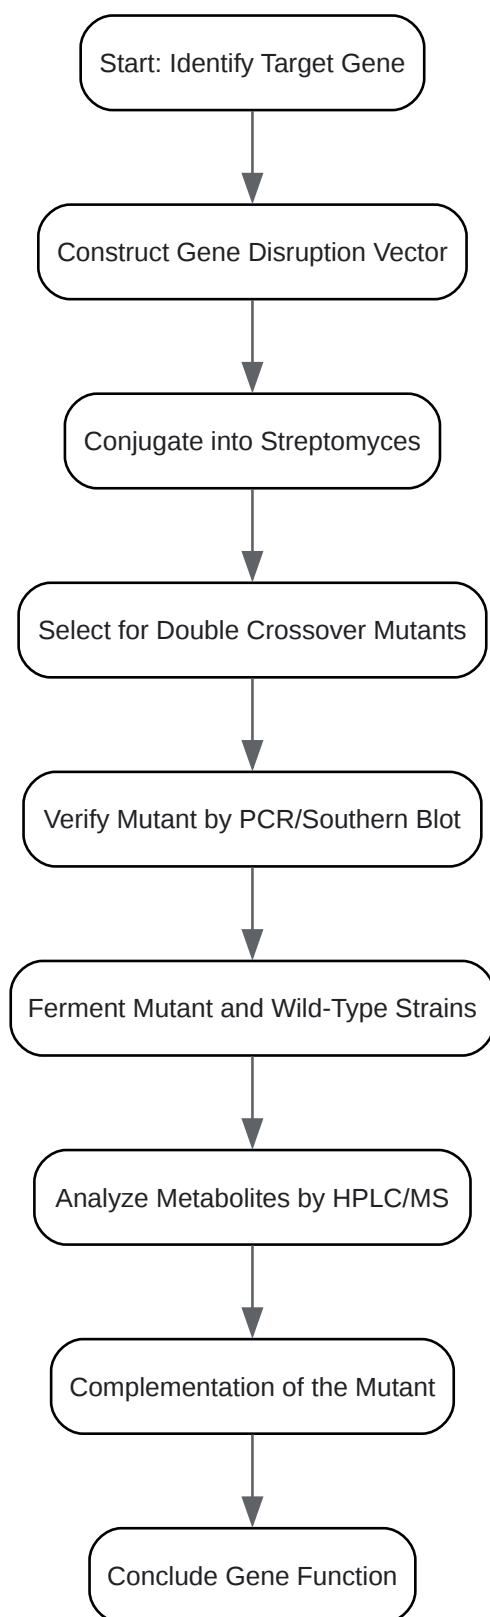 Start: Identify Target Gene
Construct Gene Disruption Vector
Conjugate into Streptomyces
Select for Double Crossover Mutants
Verify Mutant by PCR/Southern Blot
Ferment Mutant and Wild-Type Strains
Analyze Metabolites by HPLC/MS
Complementation of the Mutant
Conclude Gene Function